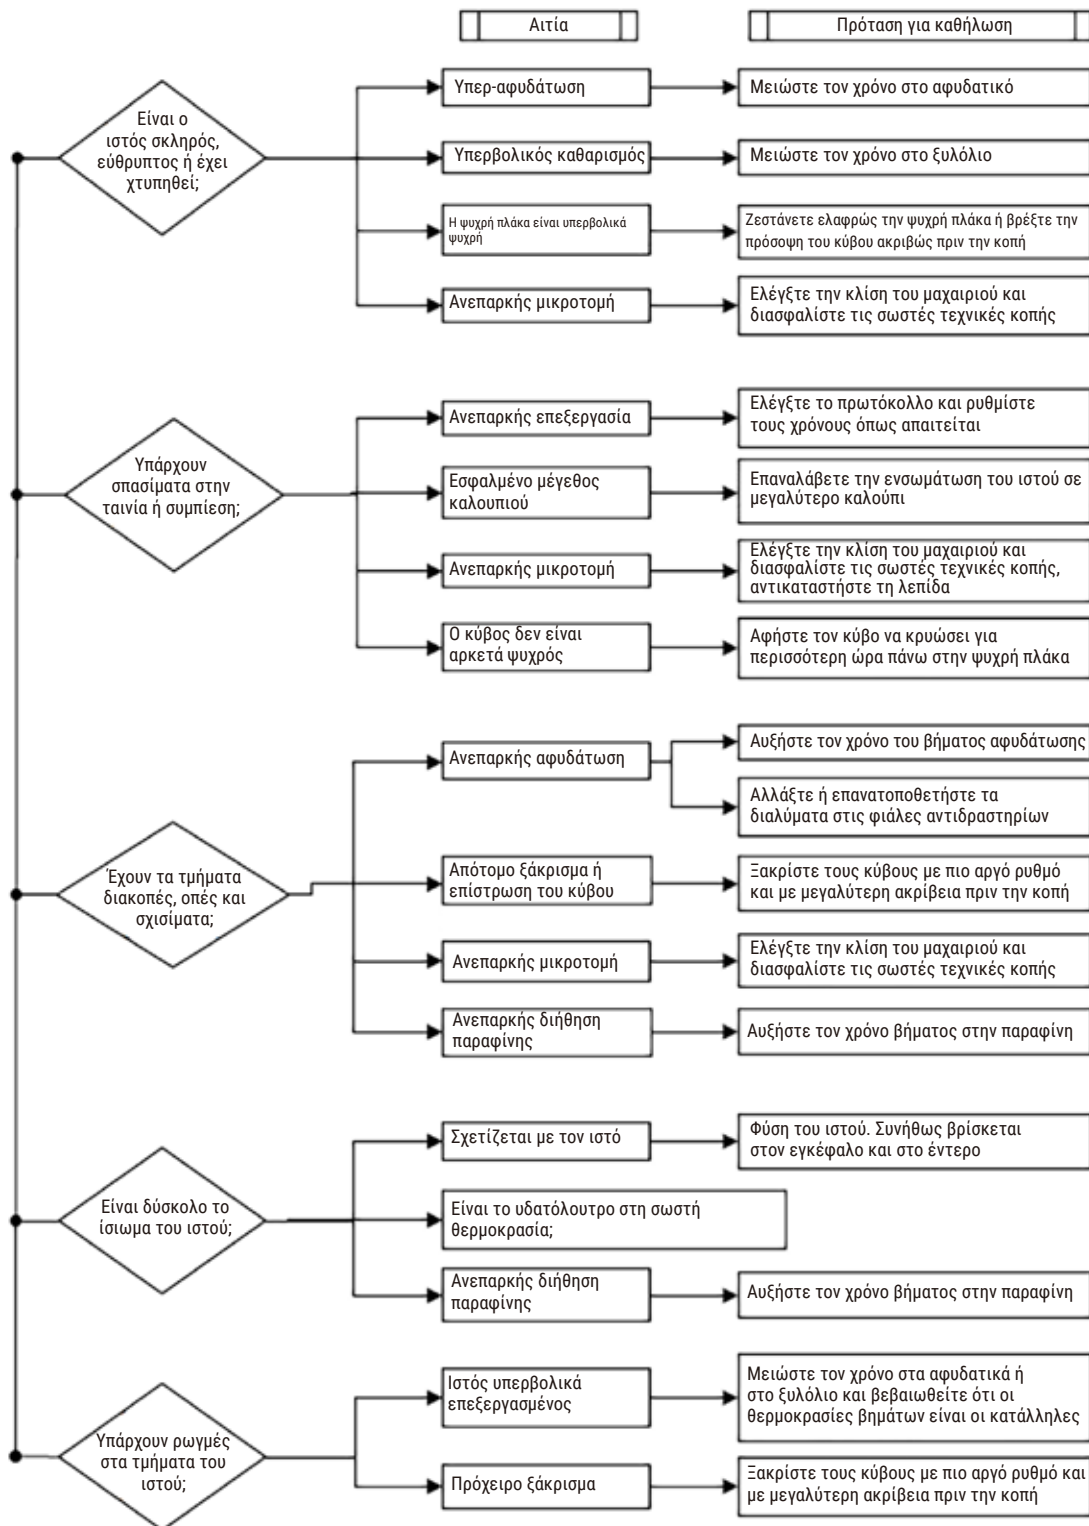 Αιτία
Πρόταση για καθήλωση
Είναι ο
ιστός σκληρός,
εύθρυπτος ή έχει
χτυπηθεί;
Υπερ-αφυδάτωση
Μειώστε τον χρόνο στο αφυδατικό
Υπερβολικός καθαρισμός
Μειώστε τον χρόνο στο ξυλόλιο
Η ψυχρή πλάκα είναι υπερβολικά
ψυχρή
Ζεστάνετε ελαφρώς την ψυχρή πλάκα ή βρέξτε την
πρόσοψη του κύβου ακριβώς πριν την κοπή
Ανεπαρκής μικροτομή
Ελέγξτε την κλίση του μαχαιριού και
διασφαλίστε τις σωστές τεχνικές κοπής
Υπάρχουν
σπασίματα στην
ταινία ή συμπίεση;
Ανεπαρκής επεξεργασία
Ελέγξτε το πρωτόκολλο και ρυθμίστε
τους χρόνους όπως απαιτείται
Εσφαλμένο μέγεθος
καλουπιού
Επαναλάβετε την ενσωμάτωση του ιστού σε
μεγαλύτερο καλούπι
Ανεπαρκής μικροτομή
Ελέγξτε την κλίση του μαχαιριού και
διασφαλίστε τις σωστές τεχνικές κοπής,
αντικαταστήστε τη λεπίδα
Ο κύβος δεν είναι
αρκετά ψυχρός
Αφήστε τον κύβο να κρυώσει για
περισσότερη ώρα πάνω στην ψυχρή πλάκα
Έχουν τα τμήματα
διακοπές, οπές και
σχισίματα;
Ανεπαρκής αφυδάτωση
Αυξήστε τον χρόνο του βήματος αφυδάτωσης
Αλλάξτε ή επανατοποθετήστε τα
διαλύματα στις φιάλες αντιδραστηρίων
Απότομο ξάκρισμα ή
επίστρωση του κύβου
Ξακρίστε τους κύβους με πιο αργό ρυθμό
και με μεγαλύτερη ακρίβεια πριν την κοπή
Ανεπαρκής μικροτομή
Ελέγξτε την κλίση του μαχαιριού και
διασφαλίστε τις σωστές τεχνικές κοπής
Ανεπαρκής διήθηση
παραφίνης
Αυξήστε τον χρόνο βήματος στην παραφίνη
Είναι δύσκολο το
ίσιωμα του ιστού;
Σχετίζεται με τον ιστό
Φύση του ιστού. Συνήθως βρίσκεται
στον εγκέφαλο και στο έντερο
Είναι το υδατόλουτρο στη σωστή
θερμοκρασία;
Ανεπαρκής διήθηση
παραφίνης
Αυξήστε τον χρόνο βήματος στην παραφίνη
Υπάρχουν ρωγμές
στα τμήματα του
ιστού;
Ιστός υπερβολικά
επεξεργασμένος
Μειώστε τον χρόνο στα αφυδατικά ή
στο ξυλόλιο και βεβαιωθείτε ότι οι
θερμοκρασίες βημάτων είναι οι κατάλληλες
Πρόχειρο ξάκρισμα
Ξακρίστε τους κύβους με πιο αργό ρυθμό και
με μεγαλύτερη ακρίβεια πριν την κοπή